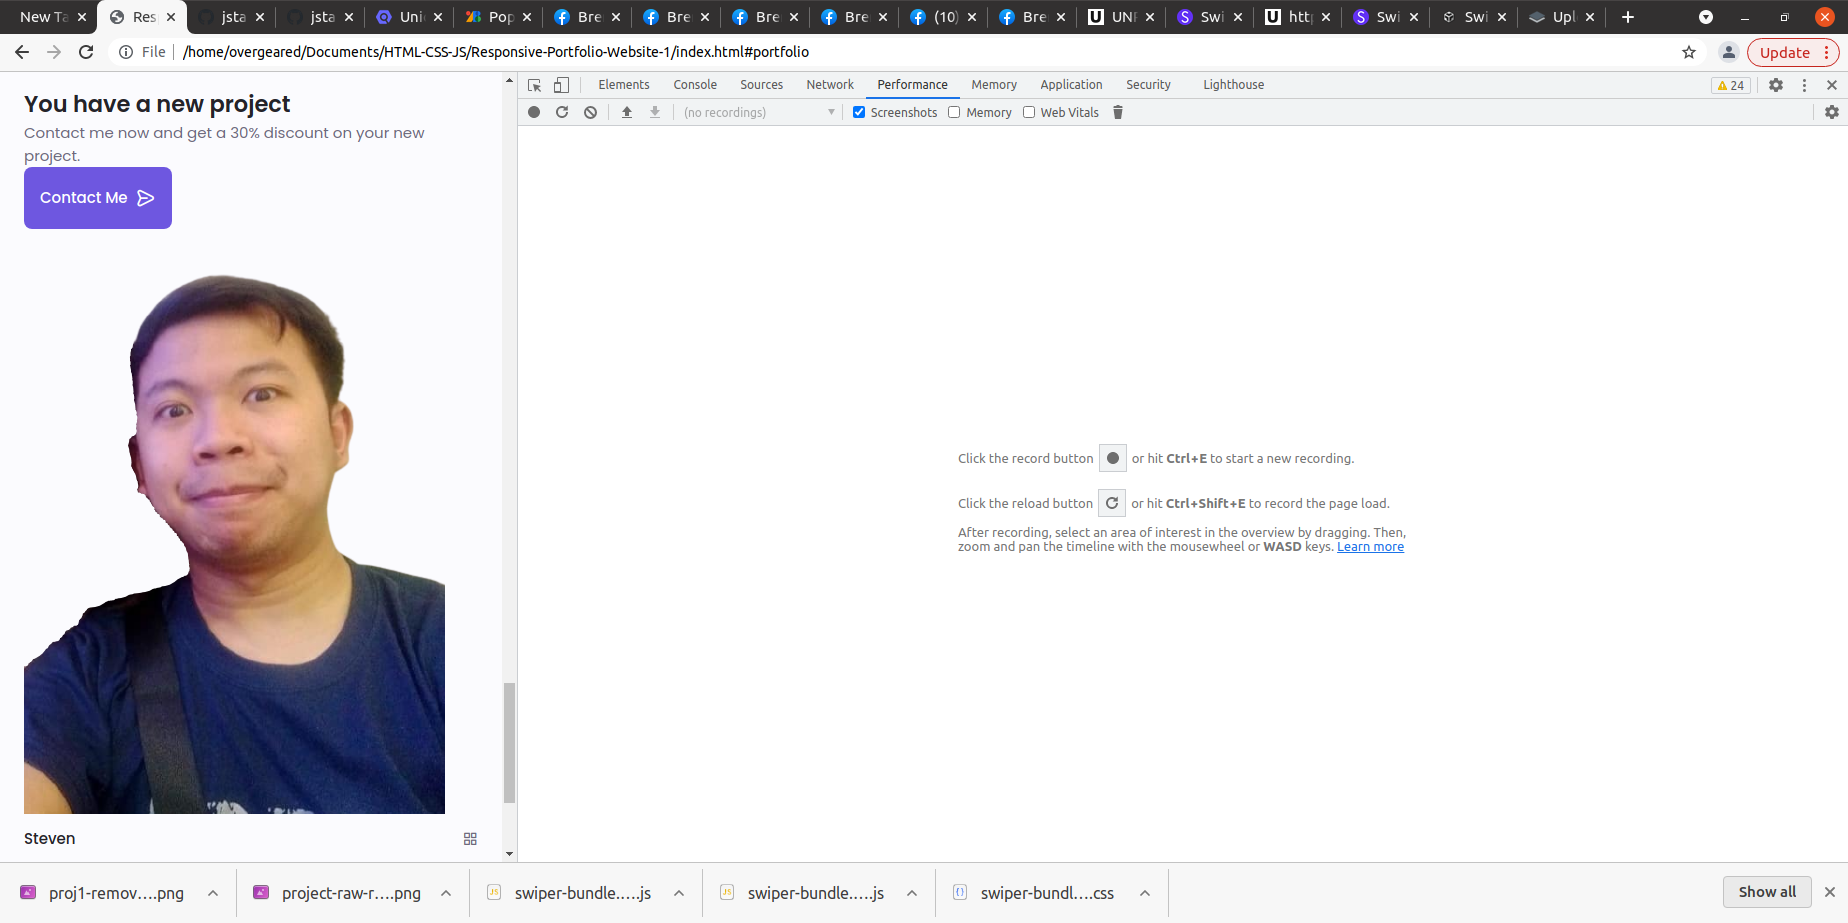 New Ta
Res
jsta
jsta
Uni
Pop
Bre
Bre
Bre
Bre
(10)
Bre
UNP
Swi
http
Swi
Swi
Upl
File
/home/overgeared/Documents/HTML-CSS-JS/Responsive-Portfolio-Website-1/index.html#portfolio
Update
Elements Console Sources Network Performance Memory Application Security Lighthouse
24
(no recordings)
Screenshots Memory Web Vitals
You have a new project
Contact me now and get a 30% discount on your new
project.
Contact Me
Click the record button or hit Ctrl+E to start a new recording.
Click the reload button or hit Ctrl+Shift+E to record the page load.
After recording, select an area of interest in the overview by dragging. Then,
zoom and pan the timeline with the mousewheel or WASD keys. Learn more
Steven
proj1-remov....png
project-raw-r....png
swiper-bundle.....js
swiper-bundle.....js
swiper-bundl....css
Show all